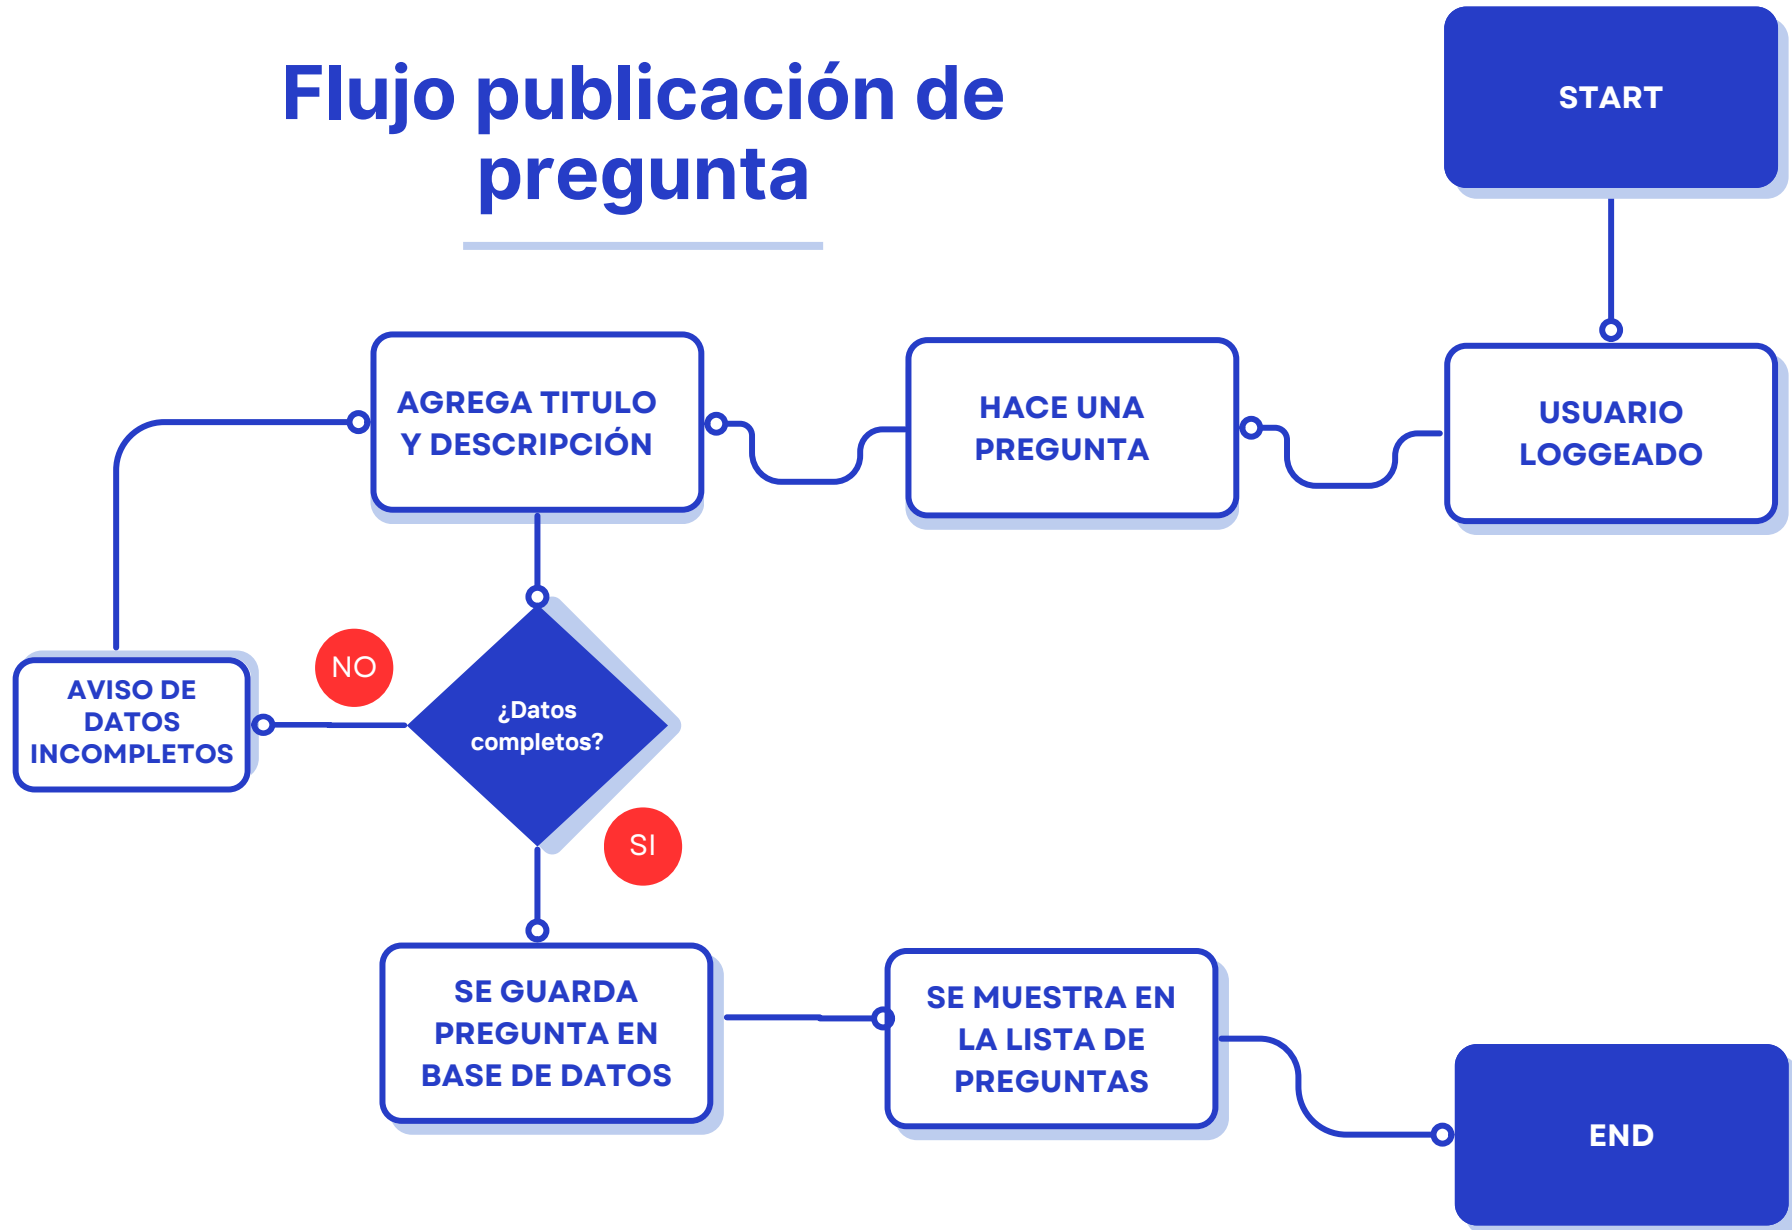 Flujo publicación de
pregunta
START
USUARIO
LOGGEADO
HACE UNA
PREGUNTA
AGREGA TITULO
Y DESCRIPCIÓN
¿Datos
completos?
NO
AVISO DE
DATOS
INCOMPLETOS
SI
SE GUARDA
PREGUNTA EN
BASE DE DATOS
SE MUESTRA EN
LA LISTA DE
PREGUNTAS
END